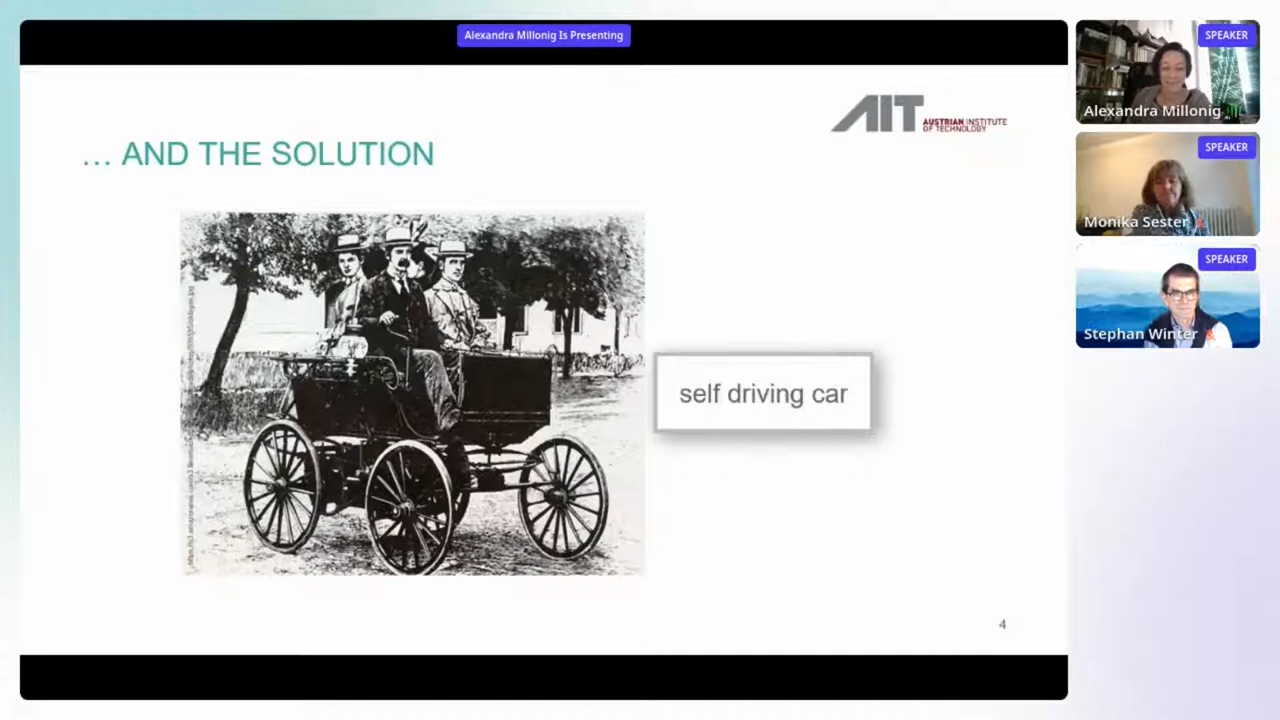 Alexandra Millonig Is Presenting
AIT
AUSTRIAN INSTITUTE
OF TECHNOLOGY
... AND THE SOLUTION
self driving car
4
SPEAKER
Alexandra Millonig
SPEAKER
Monika Sester
SPEAKER
Stephan Winter